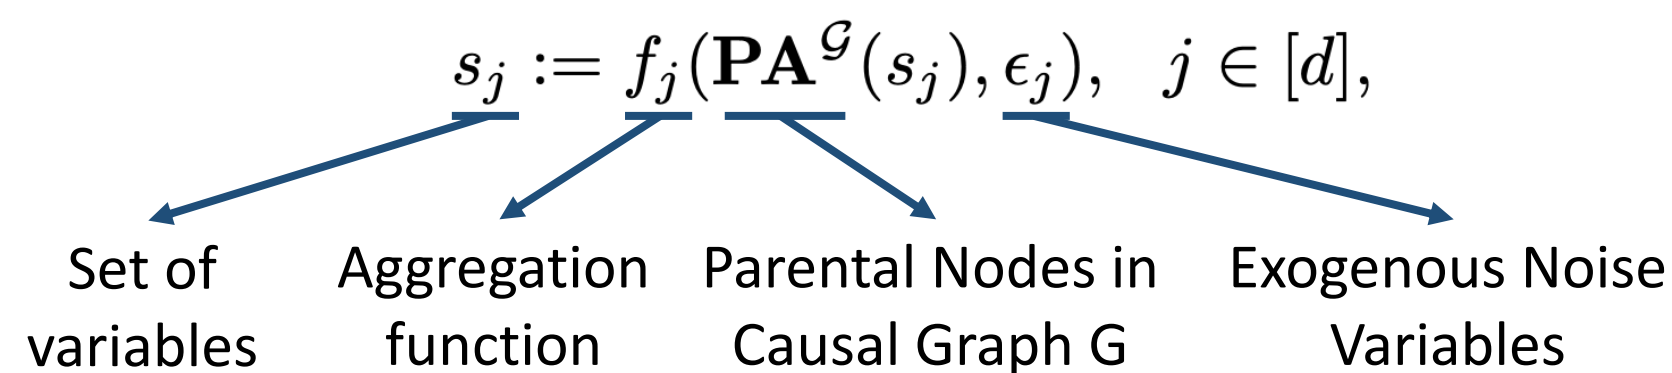 s_j := f_j(PA^𝒢(s_j), ϵ_j), j ∈ [d],
Set of
variables
Aggregation
function
Parental Nodes in
Causal Graph G
Exogenous Noise
Variables